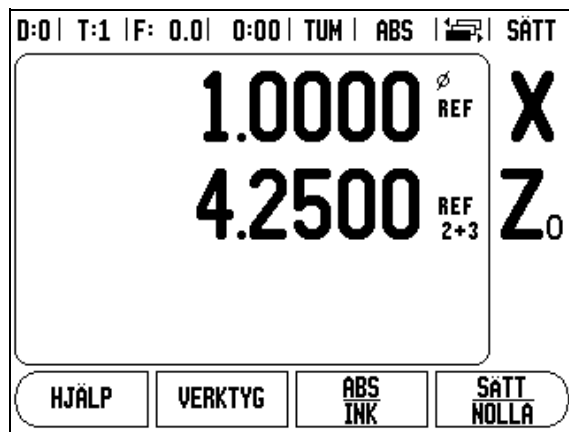 D:0 | T:1 | F: 0.0 | 0:00 | TUM | ABS | SÄTT
1.0000 ø REF X
4.2500 REF 2+3 Z0
HJÄLP VERKTYG ABS INK SÄTT NOLLA